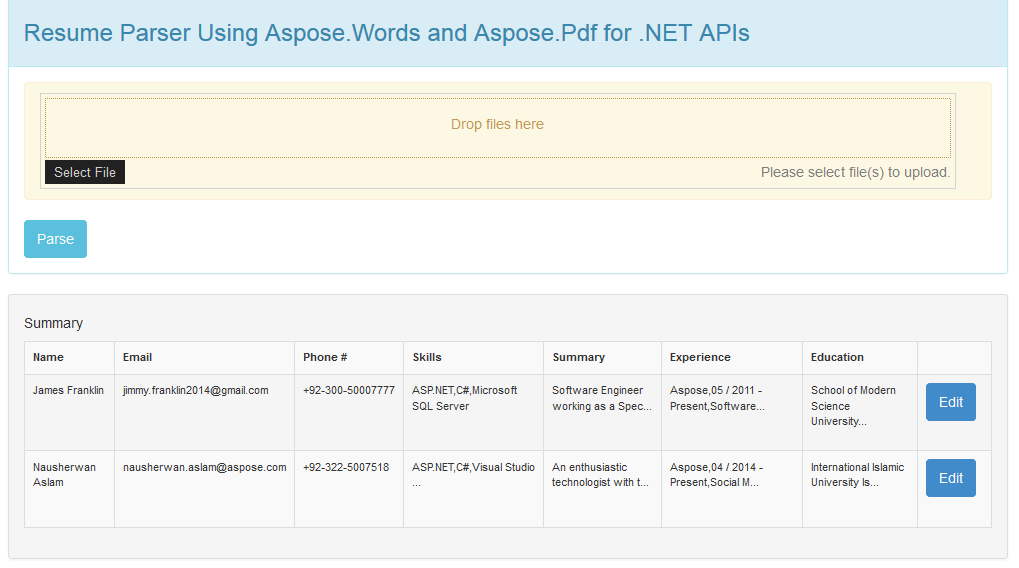 Resume Parser Using Aspose.Words and Aspose.Pdf for .NET APIs
Drop files here
Select File
Please select file(s) to upload.
Parse
Summary
Name Email Phone # Skills Summary Experience Education
James Franklin jimmy.franklin2014@gmail.com +92-300-50007777 ASP.NET,C#,Microsoft Software Engineer Aspose,05 / 2011 - School of Modern
SQL Server working as a Spec... Present,Software... Science
University...
Edit
Nausherwan nausherwan.aslam@aspose.com +92-322-5007518 ASP.NET,C#,Visual Studio An enthusiastic Aspose,04 / 2014 - International Islamic
Aslam ... technologist with t... Present,Social M... University Is...
Edit